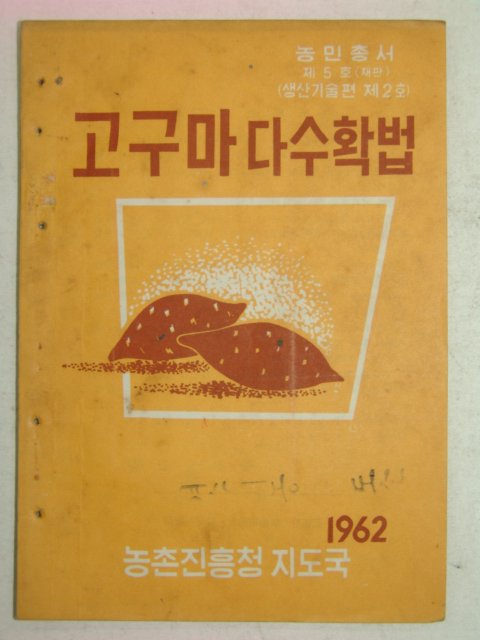 농민총서
제5호(재판)
(생산기술편 제2호)
고구마 다수확법
1962
농촌진흥청 지도국